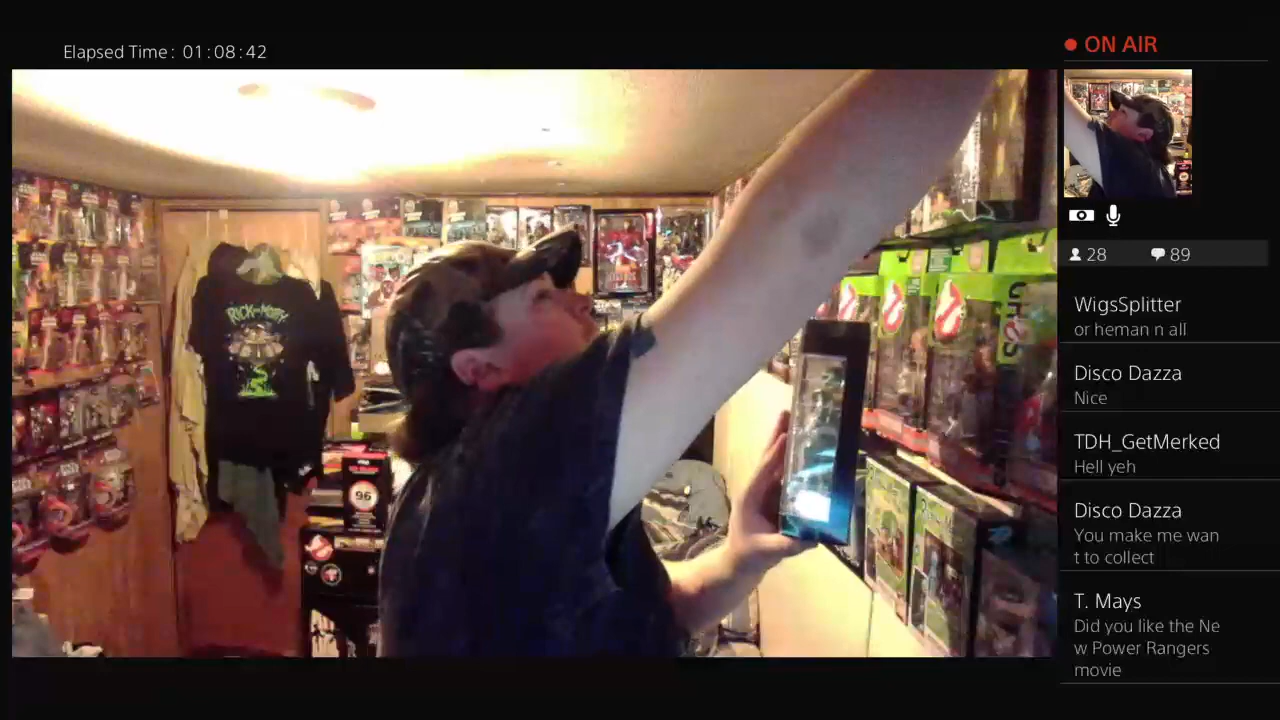 Elapsed Time: 01:08:42
ON AIR
28 89
WigsSplitter
or heman n all
Disco Dazza
Nice
TDH_GetMerked
Hell yeh
Disco Dazza
You make me wan
t to collect
T. Mays
Did you like the Ne
w Power Rangers
movie
RICK AND MORTY
96